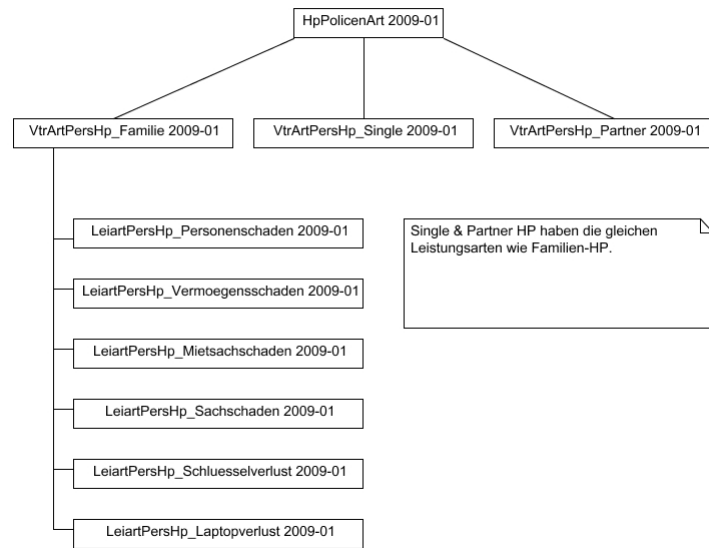 HpPolicenArt 2009-01
VtrArtPersHp_Familie 2009-01
VtrArtPersHp_Single 2009-01
VtrArtPersHp_Partner 2009-01
LeiartPersHp_Personenschaden 2009-01
LeiartPersHp_Vermoegensschaden 2009-01
LeiartPersHp_Mietsachschaden 2009-01
LeiartPersHp_Sachschaden 2009-01
LeiartPersHp_Schluesselverlust 2009-01
LeiartPersHp_Laptopverlust 2009-01
Single & Partner HP haben die gleichen
Leistungsarten wie Familien-HP.